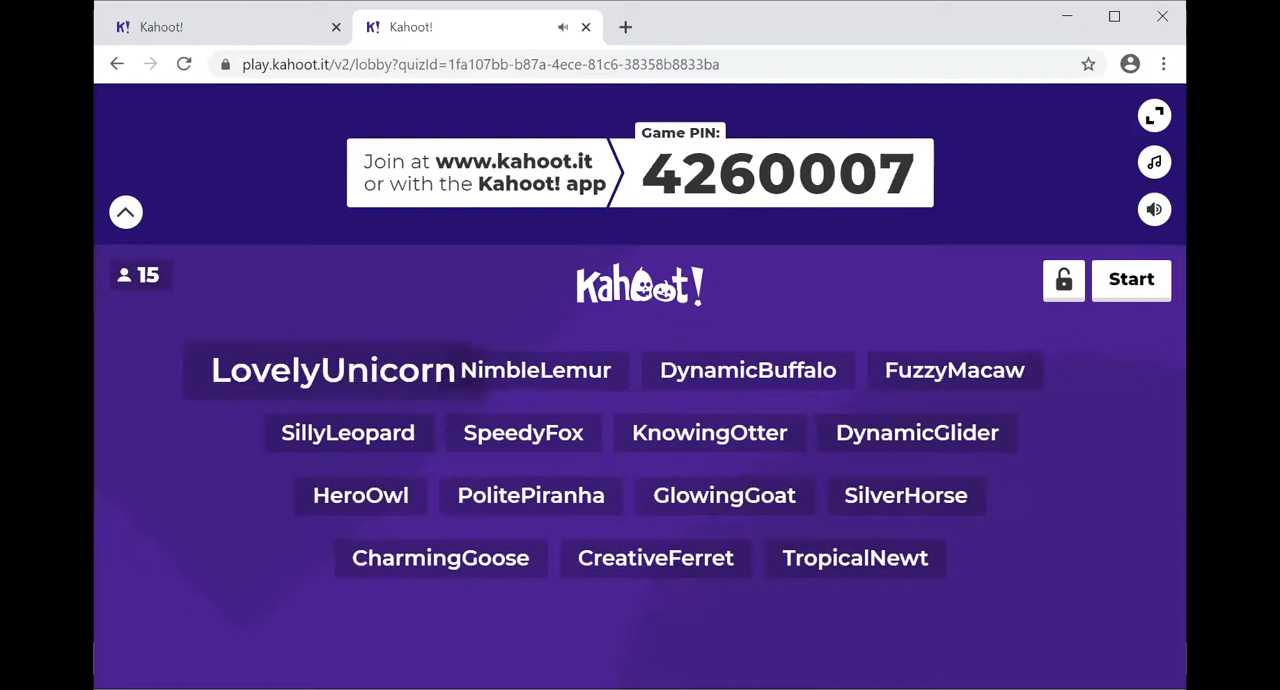 Kahoot!
Kahoot!
play.kahoot.it/v2/lobby?quizId=1fa107bb-b87a-4ece-81c6-38358b8833ba
Game PIN:
Join at www.kahoot.it
or with the Kahoot! app
4260007
15
Kahoot!
Start
LovelyUnicorn NimbleLemur DynamicBuffalo FuzzyMacaw
SillyLeopard SpeedyFox KnowingOtter DynamicGlider
HeroOwl PolitePiranha GlowingGoat SilverHorse
CharmingGoose CreativeFerret TropicalNewt